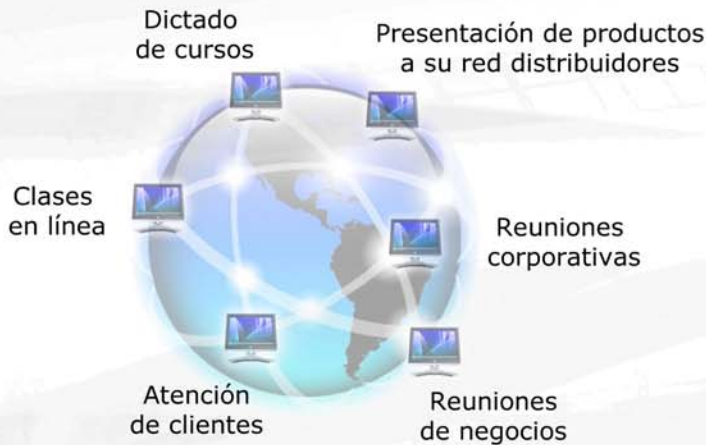 Dictado
de cursos
Presentación de productos
a su red distribuidores
Clases
en línea
Reuniones
corporativas
Atención
de clientes
Reuniones
de negocios